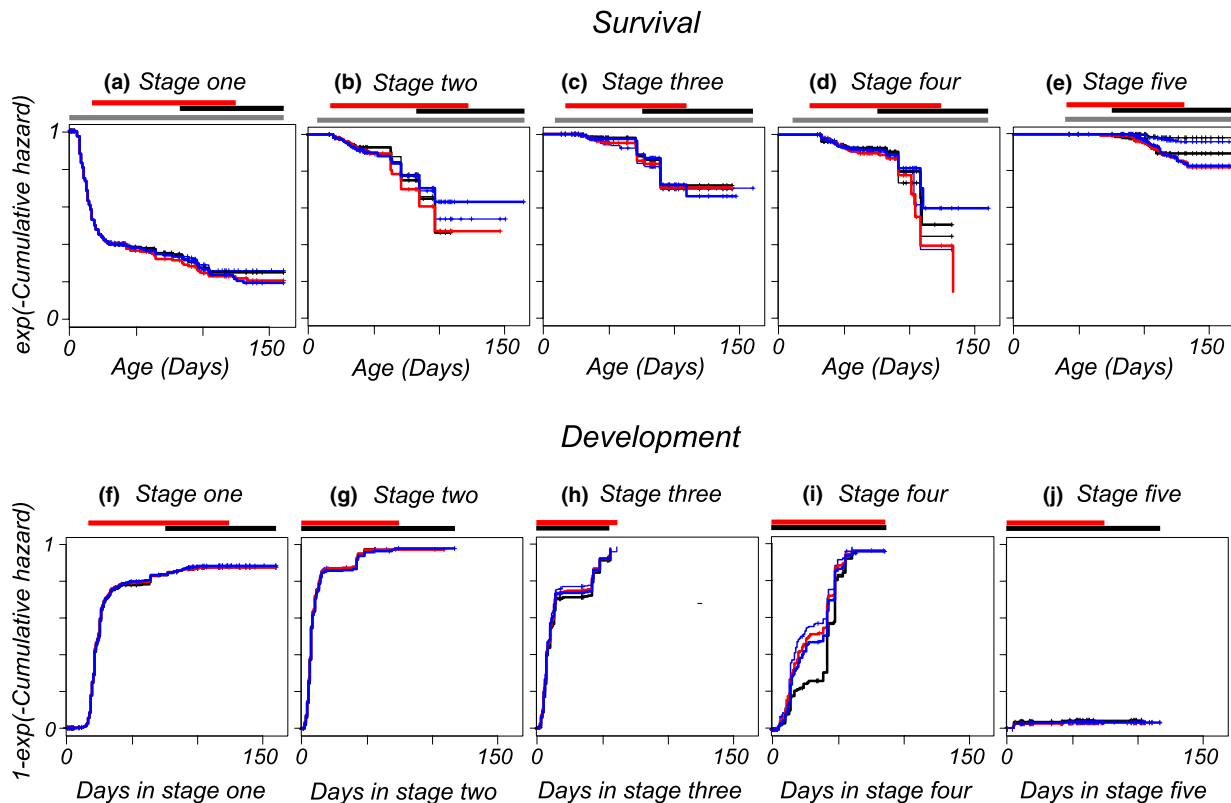 Survival
(a) Stage one
(b) Stage two
(c) Stage three
(d) Stage four
(e) Stage five
exp(-Cumulative hazard)
1
0
0 150
0 150
0 150
0 150
0 150
Age (Days)
Age (Days)
Age (Days)
Age (Days)
Age (Days)
Development
(f) Stage one
(g) Stage two
(h) Stage three
(i) Stage four
(j) Stage five
1-exp(-Cumulative hazard)
1
0
0 150
0 150
0 150
0 150
0 150
Days in stage one
Days in stage two
Days in stage three
Days in stage four
Days in stage five